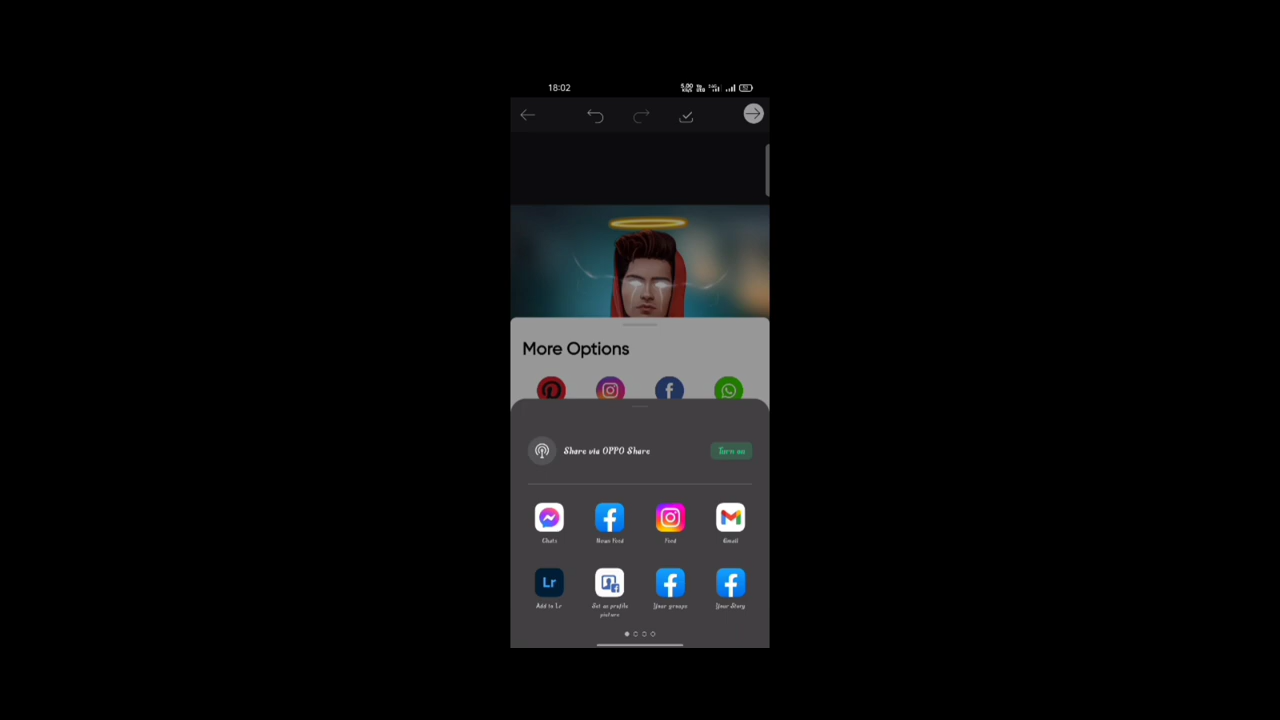 18:02
More Options
Share via OPPO Share
Turn on
Chats
News Feed
Feed
Gmail
Lr
Add to Lr
Set as profile
picture
Your groups
Your Story